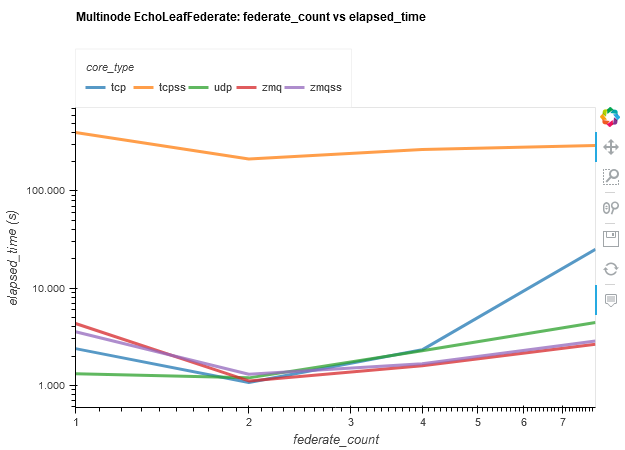 Multinode EchoLeafFederate: federate_count vs elapsed_time
core_type
tcp tcpss udp zmq zmqss
elapsed_time (s)
100.000
10.000
1.000
1 2 3 4 5 6 7
federate_count